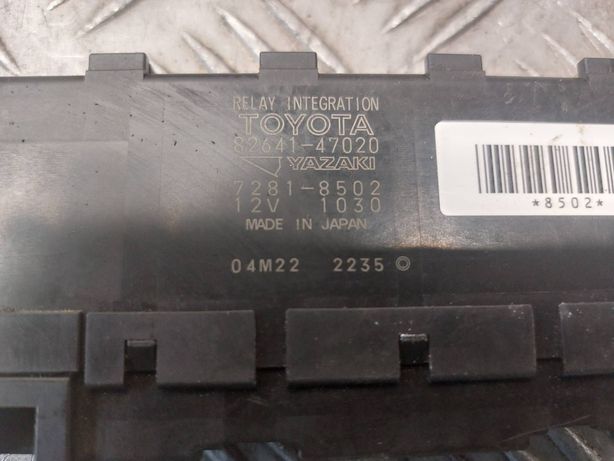 RELAY INTEGRATION
TOYOTA
82641-47020
YAZAKI
7281-8502
12V 1030
MADE IN JAPAN
04M22 2235
*8502*